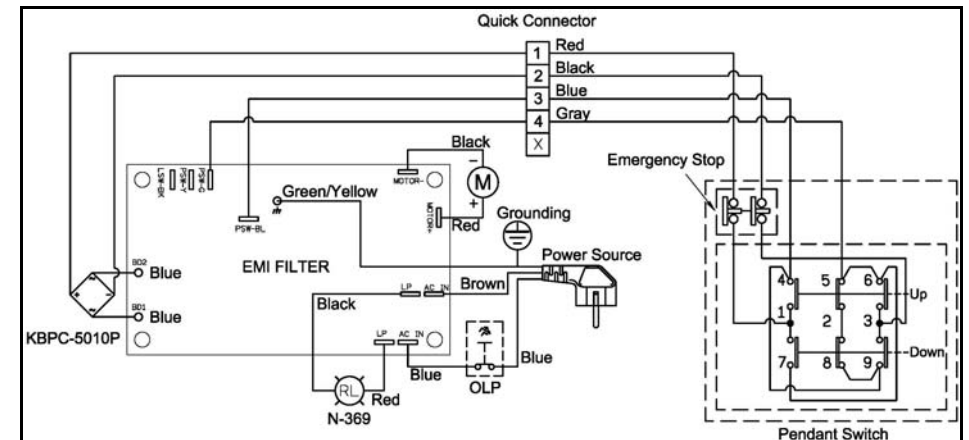 Quick Connector
1 Red
2 Black
3 Blue
4 Gray
X
Black
MOTOR-
M
+
MOTOR+
Red
LSW-BK
PSW-Y
PSW-G
PSW-BL
Green/Yellow
Grounding
Power Source
EMI FILTER
BD2
Blue
BD1
Blue
KBPC-5010P
Brown
LP
AC IN
Black
LP
AC IN
Blue
Blue
OLP
RL
Red
N-369
Emergency Stop
4
5
6
Up
1
2
3
Down
7
8
9
Pendant Switch